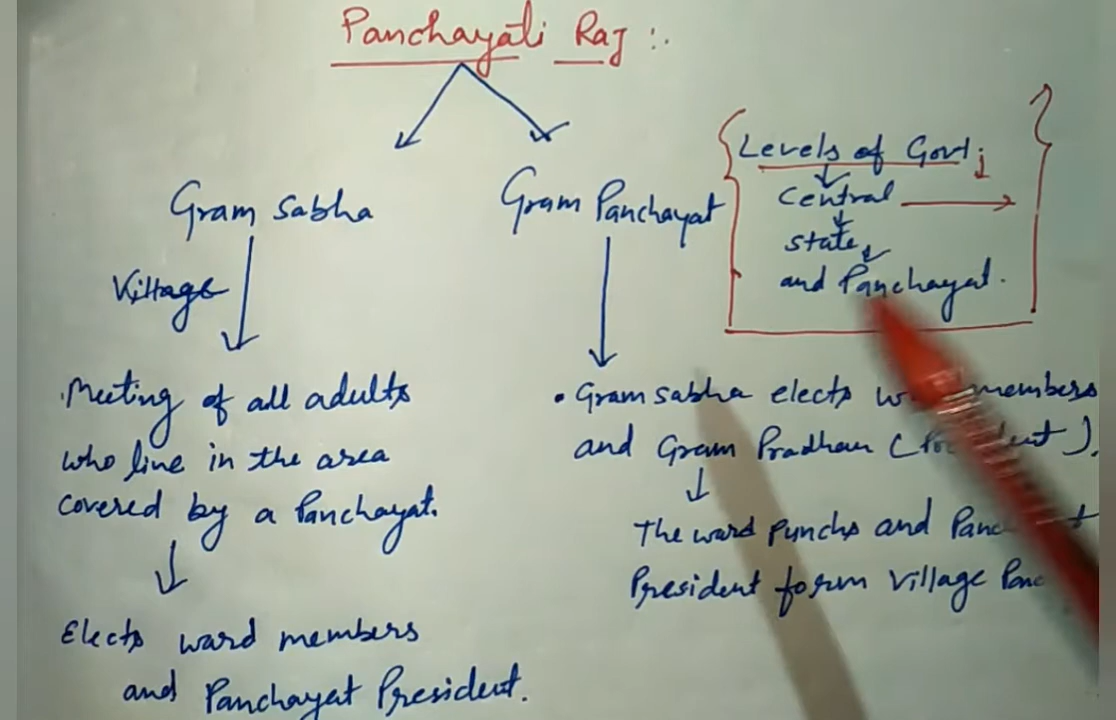 Panchayati Raj :.
Gram Sabha
Gram Panchayat
Levels of Govt;
Central
state
and Panchayat.
Village
.Meeting of all adults
who line in the area
covered by a Panchayat.
Elects ward members
and Panchayat President.
• Gram sabha elects members
and Gram Pradhan
The ward punchs and
President form Village